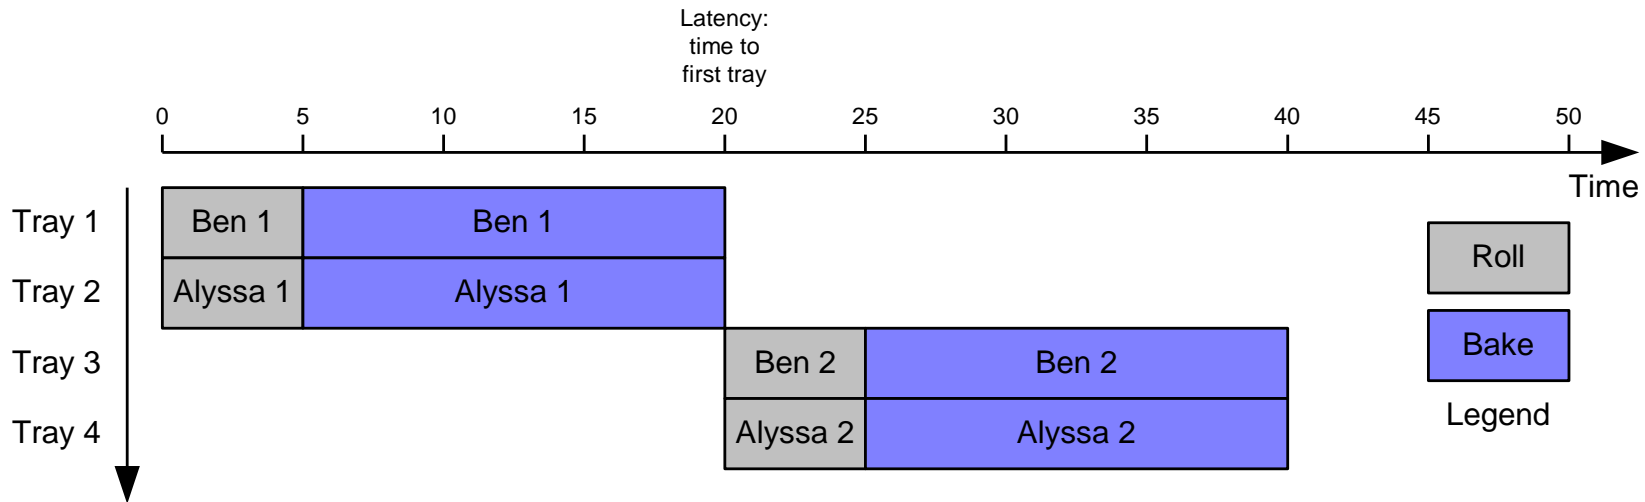 Latency:
time to
first tray
0 5 10 15 20 25 30 35 40 45 50
Time
Tray 1 Ben 1 Ben 1
Tray 2 Alyssa 1 Alyssa 1
Tray 3 Ben 2 Ben 2
Tray 4 Alyssa 2 Alyssa 2
Roll
Bake
Legend